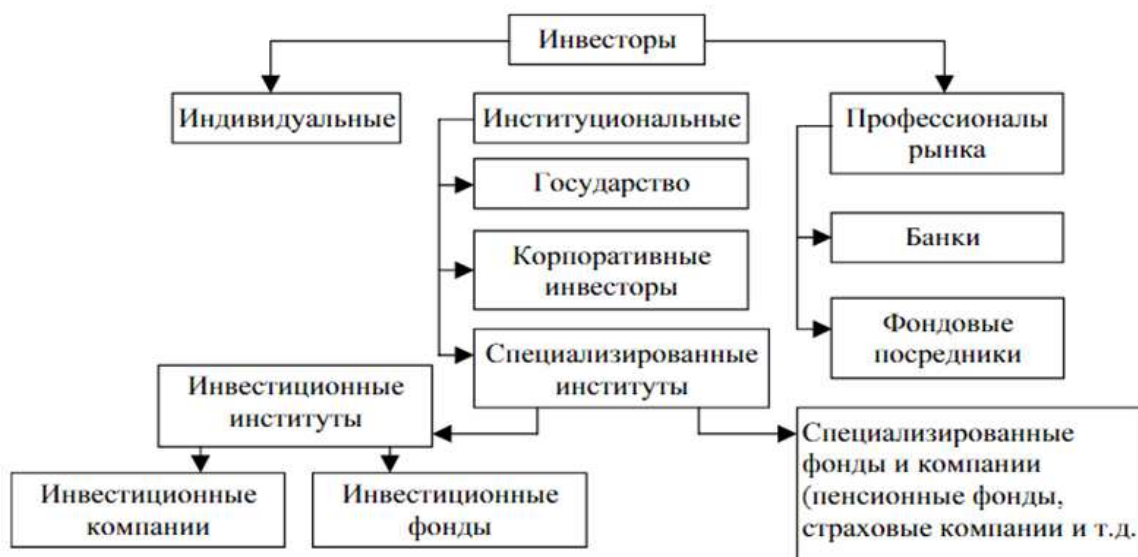 Инвесторы
Индивидуальные
Институциональные
Профессионалы
рынка
Государство
Банки
Корпоративные
инвесторы
Фондовые
посредники
Специализированные
институты
Инвестиционные
институты
Специализированные
фонды и компании
(пенсионные фонды,
страховые компании и т.д.
Инвестиционные
компании
Инвестиционные
фонды